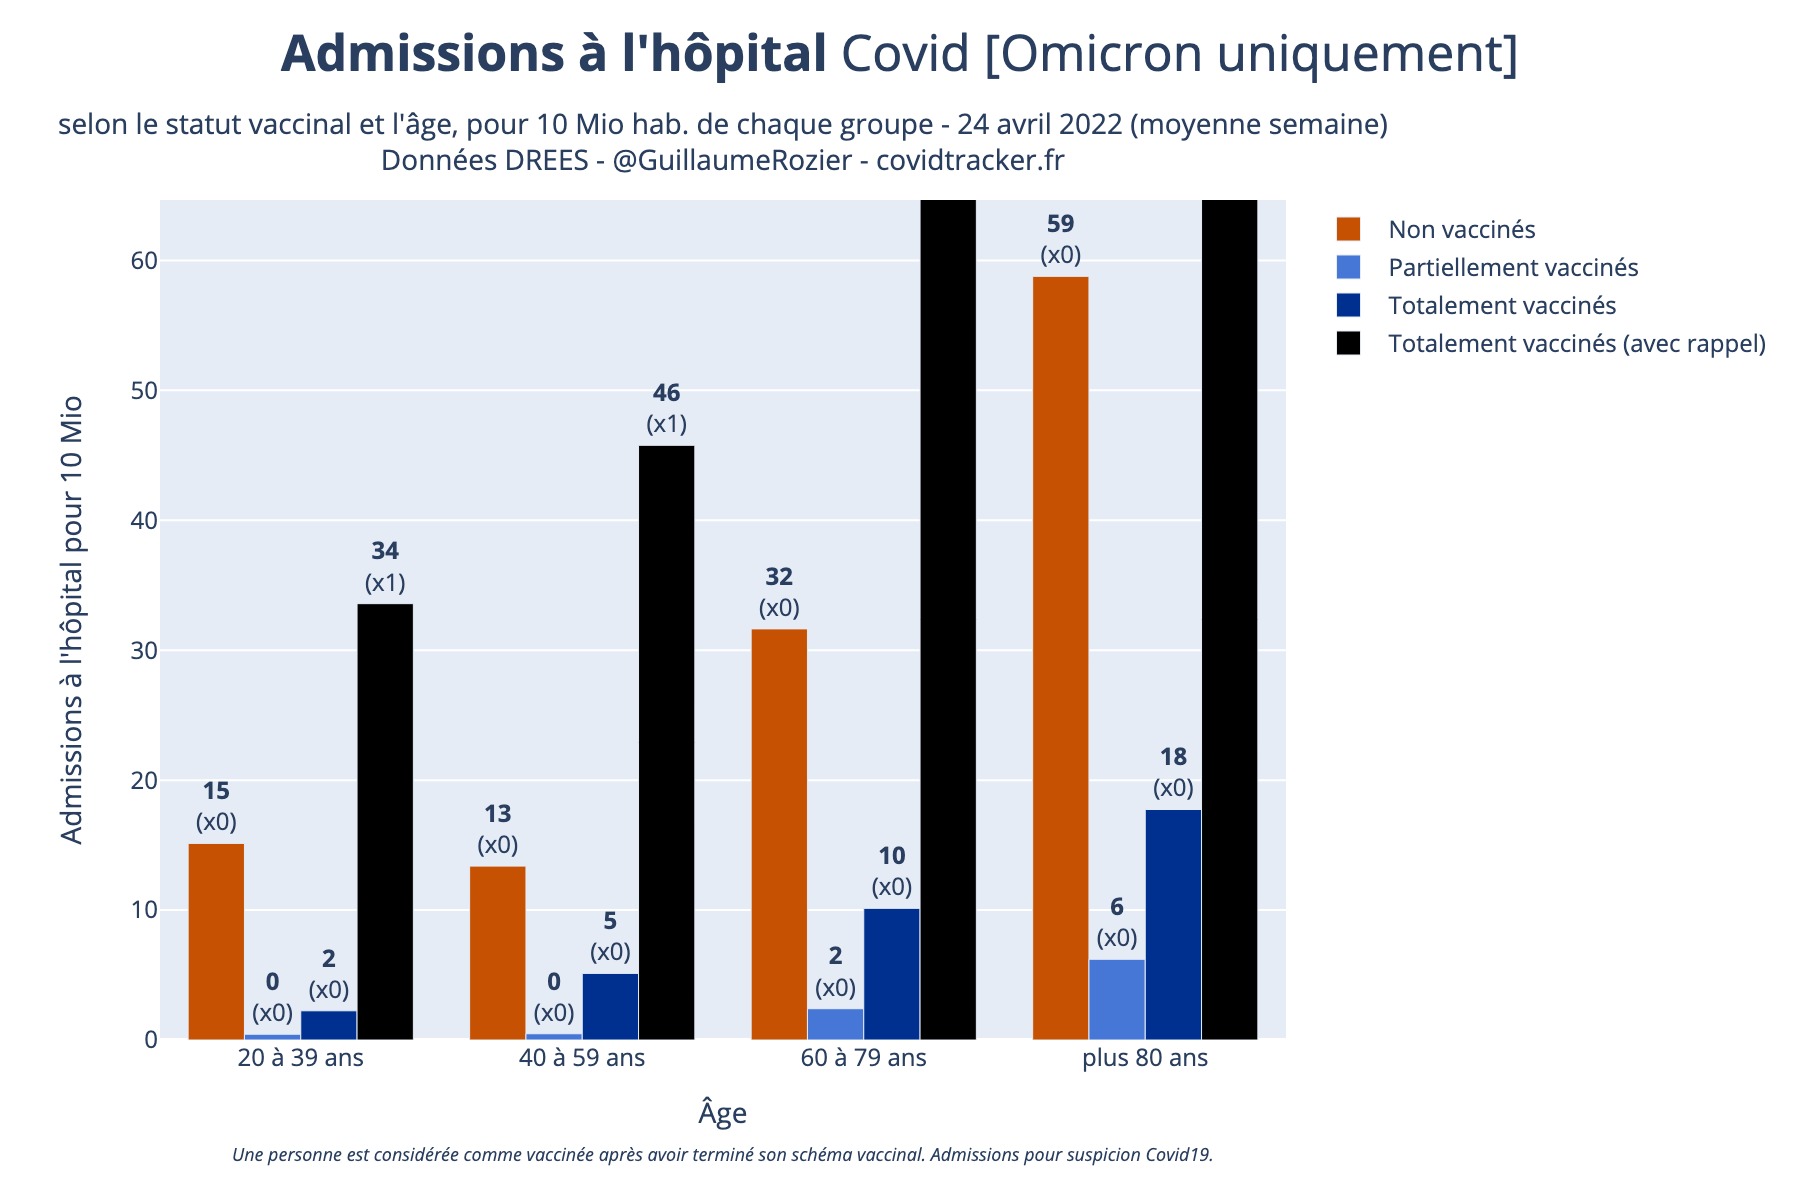 Admissions à l'hôpital Covid [Omicron uniquement]
selon le statut vaccinal et l'âge, pour 10 Mio hab. de chaque groupe - 24 avril 2022 (moyenne semaine)
Données DREES - @GuillaumeRozier - covidtracker.fr
Non vaccinés
Partiellement vaccinés
Totalement vaccinés
Totalement vaccinés (avec rappel)
Admissions à l'hôpital pour 10 Mio
60
50
40
30
20
10
0
15
(x0)
0
(x0)
2
(x0)
34
(x1)
13
(x0)
0
(x0)
5
(x0)
46
(x1)
32
(x0)
2
(x0)
10
(x0)
59
(x0)
6
(x0)
18
(x0)
20 à 39 ans
40 à 59 ans
60 à 79 ans
plus 80 ans
Âge
Une personne est considérée comme vaccinée après avoir terminé son schéma vaccinal. Admissions pour suspicion Covid19.